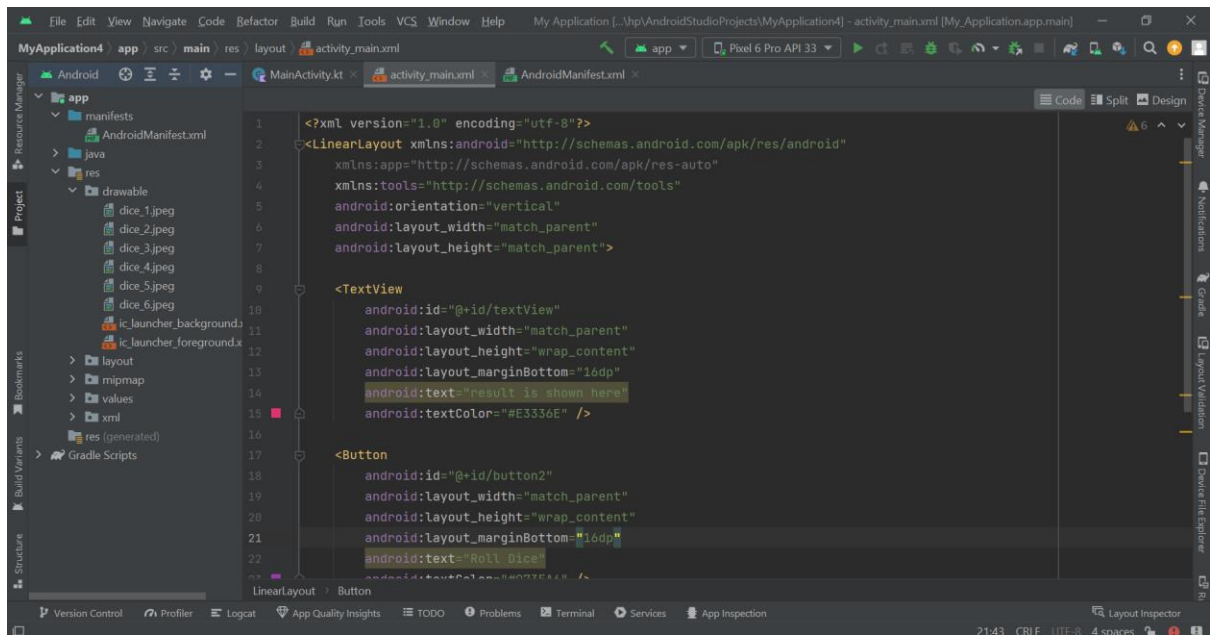 File Edit View Navigate Code Refactor Build Run Tools VCS Window Help My Application [...\hp\AndroidStudioProjects\MyApplication4] - activity_main.xml [My_Application.app.main]
MyApplication4 app src main res layout activity_main.xml app Pixel 6 Pro API 33
Android MainActivity.kt activity_main.xml AndroidManifest.xml
Code Split Design
Resource Manager
Project
Bookmarks
Build Variants
Structure
app
manifests
AndroidManifest.xml
java
res
drawable
dice_1.jpeg
dice_2.jpeg
dice_3.jpeg
dice_4.jpeg
dice_5.jpeg
dice_6.jpeg
ic_launcher_background.x
ic_launcher_foreground.x
layout
mipmap
values
xml
res (generated)
Gradle Scripts
6
1 <?xml version="1.0" encoding="utf-8"?>
2 <LinearLayout xmlns:android="http://schemas.android.com/apk/res/android"
3 xmlns:app="http://schemas.android.com/apk/res-auto"
4 xmlns:tools="http://schemas.android.com/tools"
5 android:orientation="vertical"
6 android:layout_width="match_parent"
7 android:layout_height="match_parent">
8
9 <TextView
10 android:id="@+id/textView"
11 android:layout_width="match_parent"
12 android:layout_height="wrap_content"
13 android:layout_marginBottom="16dp"
14 android:text="result is shown here"
15 android:textColor="#E3336E" />
16
17 <Button
18 android:id="@+id/button2"
19 android:layout_width="match_parent"
20 android:layout_height="wrap_content"
21 android:layout_marginBottom="16dp"
22 android:text="Roll Dice"
LinearLayout Button
Device Manager
Notifications
Gradle
Layout Validation
Device File Explorer
Version Control Profiler Logcat App Quality Insights TODO Problems Terminal Services App Inspection Layout Inspector
21:43 CRLF UTF-8 4 spaces